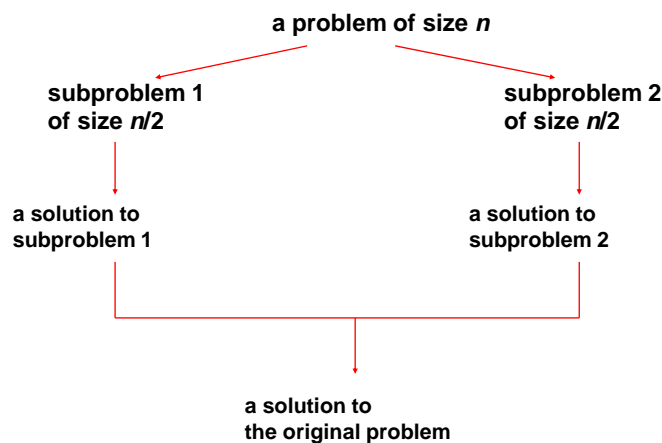 a problem of size n
subproblem 1
of size n/2
subproblem 2
of size n/2
a solution to
subproblem 1
a solution to
subproblem 2
a solution to
the original problem